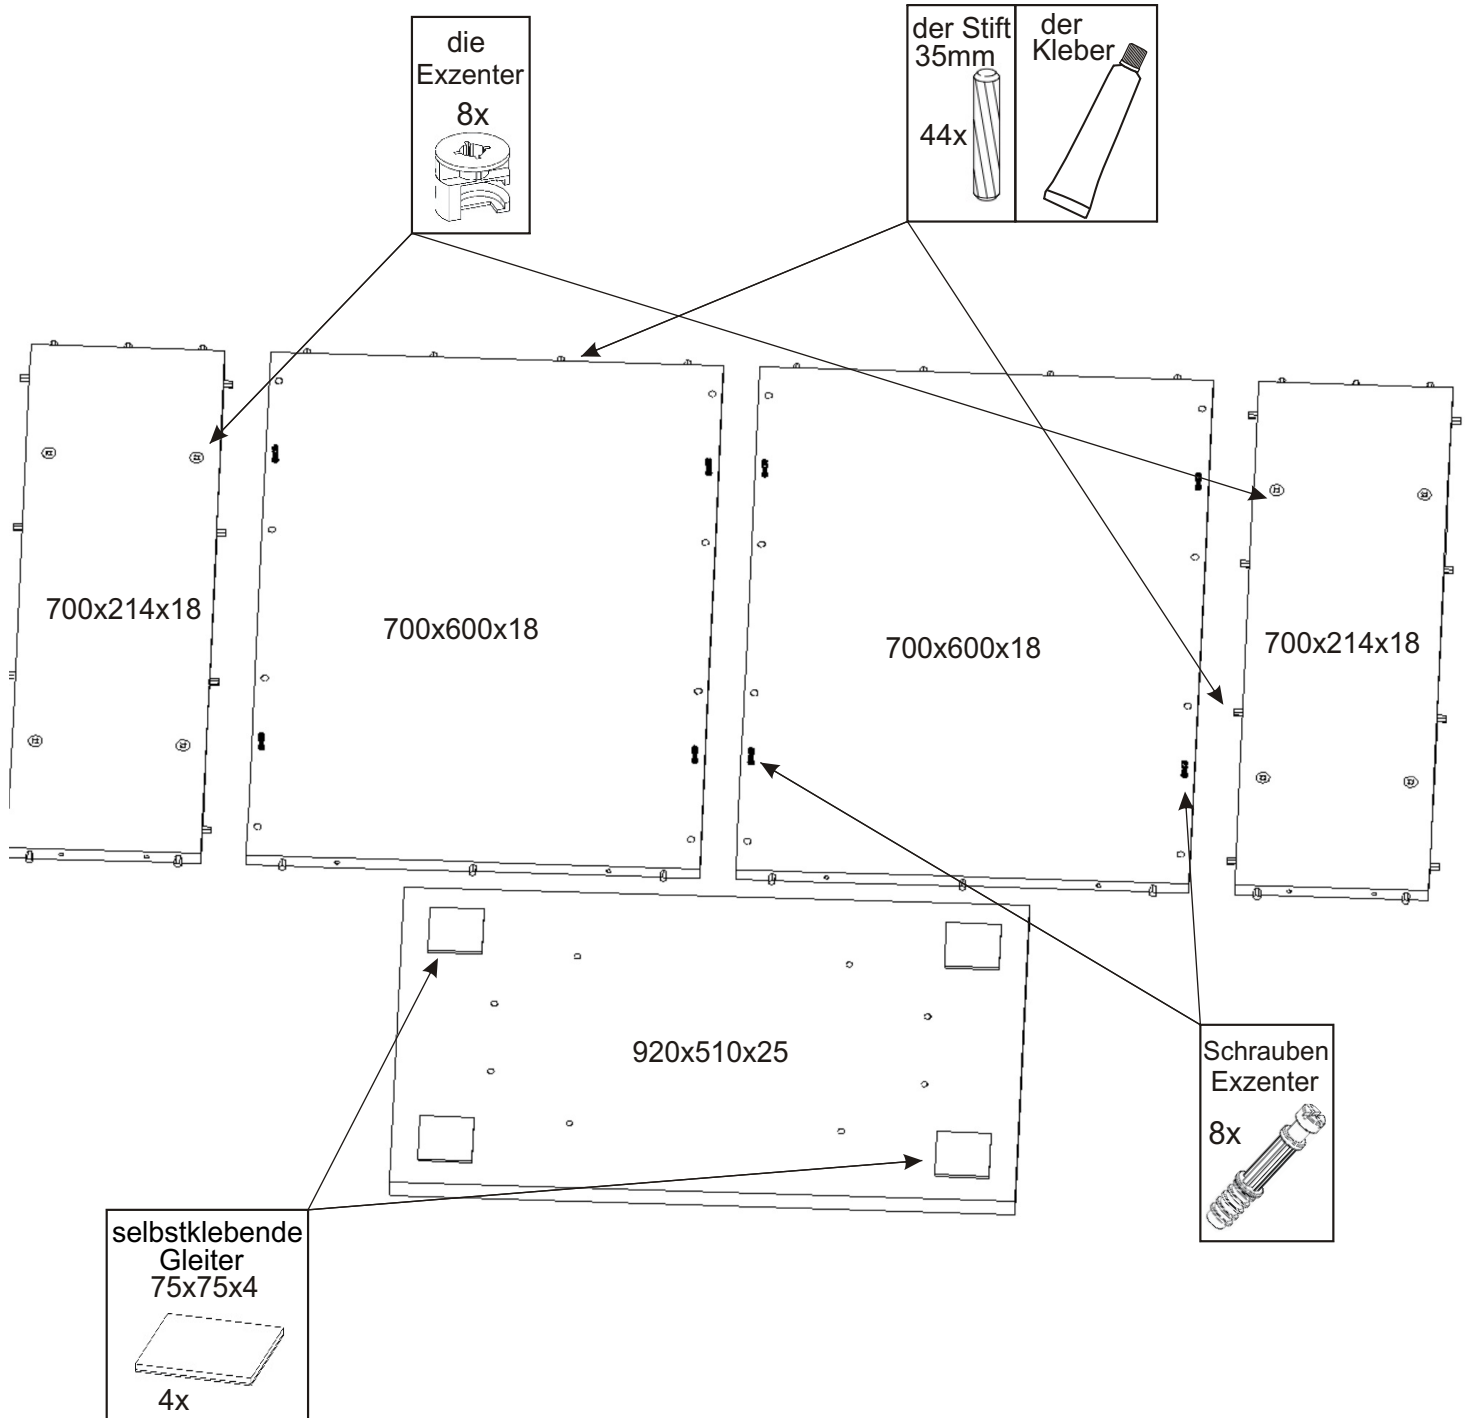 die
Exzenter
8x
der Stift
35mm
44x
der
Kleber
700x214x18
700x600x18
700x600x18
700x214x18
920x510x25
Schrauben
Exzenter
8x
selbstklebende
Gleiter
75x75x4
4x